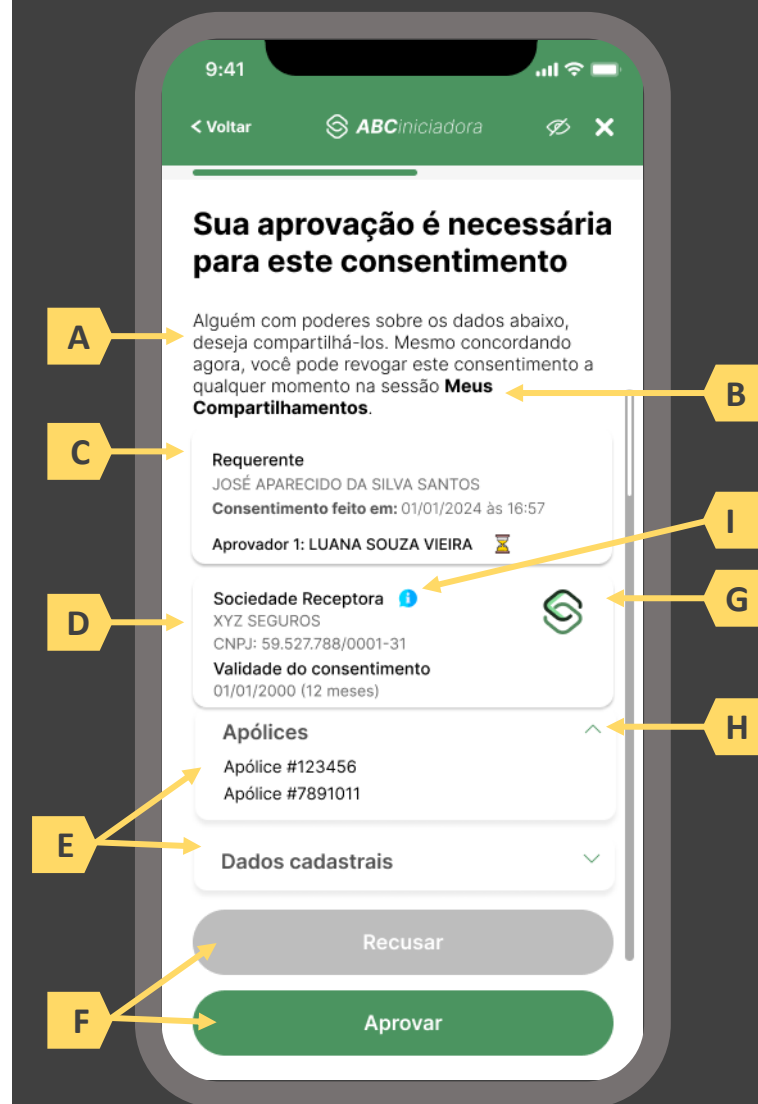 9:41
< Voltar
ABCiniciadora
Sua aprovação é necessária
para este consentimento
A
Alguém com poderes sobre os dados abaixo,
deseja compartilhá-los. Mesmo concordando
agora, você pode revogar este consentimento a
qualquer momento na sessão Meus
Compartilhamentos.
B
C
Requerente
JOSÉ APARECIDO DA SILVA SANTOS
Consentimento feito em: 01/01/2024 às 16:57
Aprovador 1: LUANA SOUZA VIEIRA
I
D
Sociedade Receptora
XYZ SEGUROS
CNPJ: 59.527.788/0001-31
Validade do consentimento
01/01/2000 (12 meses)
G
Apólices
H
Apólice #123456
Apólice #7891011
E
Dados cadastrais
Recusar
F
Aprovar